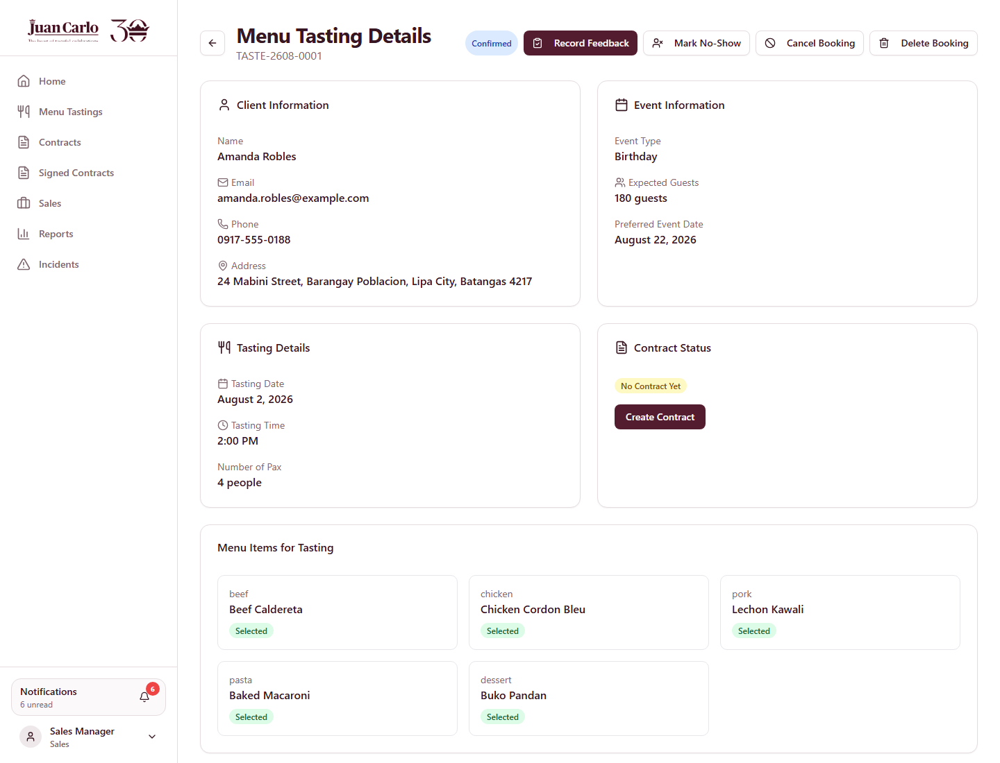 Juan Carlo 30
The heart of tasteful celebrations
Home
Menu Tastings
Contracts
Signed Contracts
Sales
Reports
Incidents
Notifications
6 unread
6
Sales Manager
Sales
Menu Tasting Details
TASTE-2608-0001
Confirmed
Record Feedback
Mark No-Show
Cancel Booking
Delete Booking
Client Information
Name
Amanda Robles
Email
amanda.robles@example.com
Phone
0917-555-0188
Address
24 Mabini Street, Barangay Poblacion, Lipa City, Batangas 4217
Event Information
Event Type
Birthday
Expected Guests
180 guests
Preferred Event Date
August 22, 2026
Tasting Details
Tasting Date
August 2, 2026
Tasting Time
2:00 PM
Number of Pax
4 people
Contract Status
No Contract Yet
Create Contract
Menu Items for Tasting
beef
Beef Caldereta
Selected
chicken
Chicken Cordon Bleu
Selected
pork
Lechon Kawali
Selected
pasta
Baked Macaroni
Selected
dessert
Buko Pandan
Selected